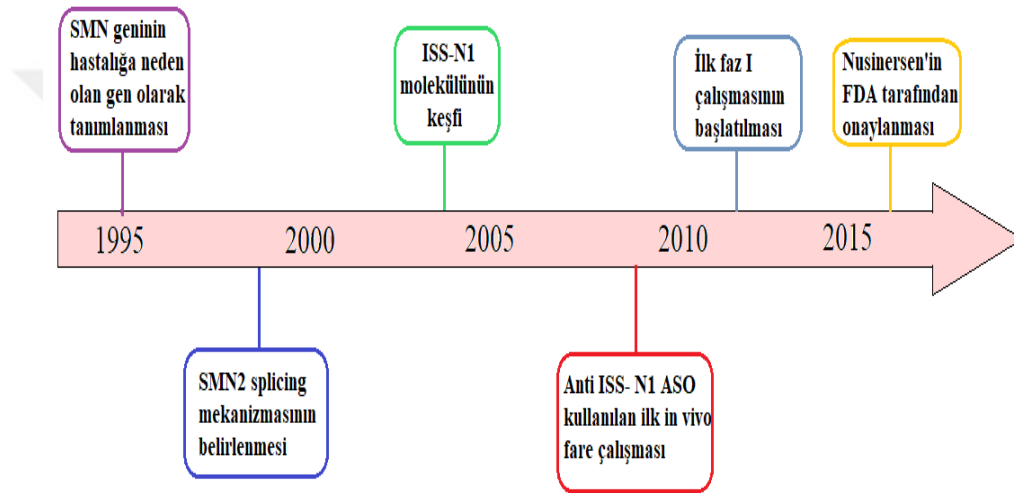 SMN geninin
hastalığa neden
olan gen olarak
tanımlanması
ISS-N1
molekülünün
keşfi
İlk faz I
çalışmasının
başlatılması
Nusinersen'in
FDA tarafından
onaylanması
1995
2000
2005
2010
2015
SMN2 splicing
mekanizmasının
belirlenmesi
Anti ISS- N1 ASO
kullanılan ilk in vivo
fare çalışması